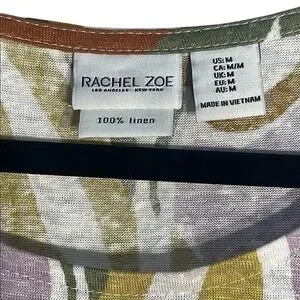 RACHEL ZOE
LOS ANGELES - NEW YORK
100% linen
US: M
CA: M/M
UK: M
EU: M
AU: M
MADE IN VIETNAM